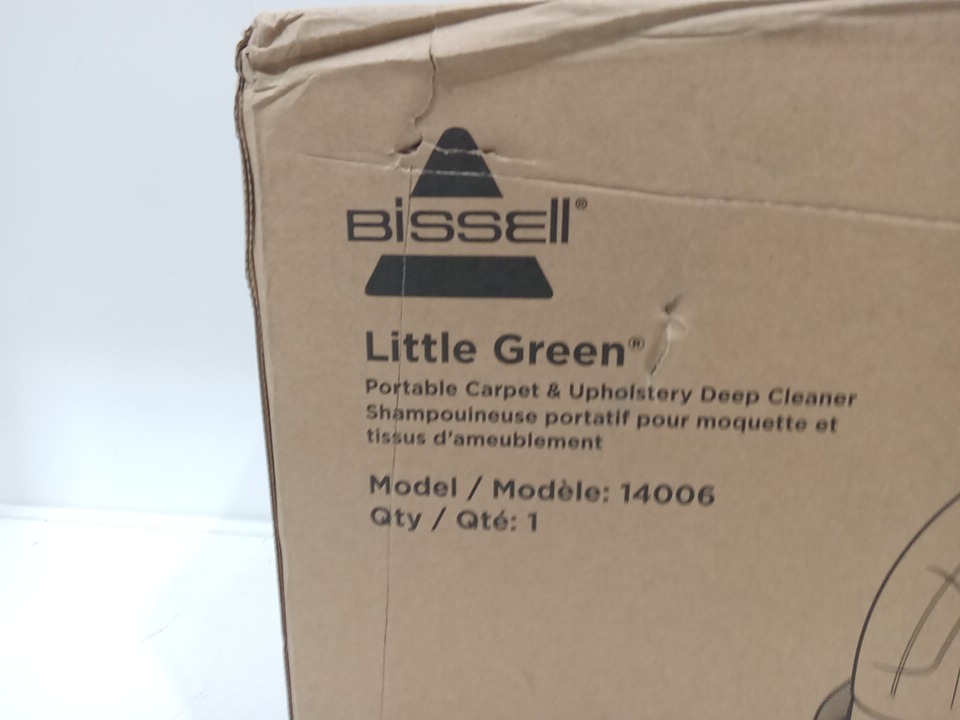 BISSELL®
Little Green®
Portable Carpet & Upholstery Deep Cleaner
Shampouineuse portatif pour moquette et
tissus d'ameublement
Model / Modèle: 14006
Qty / Qté: 1